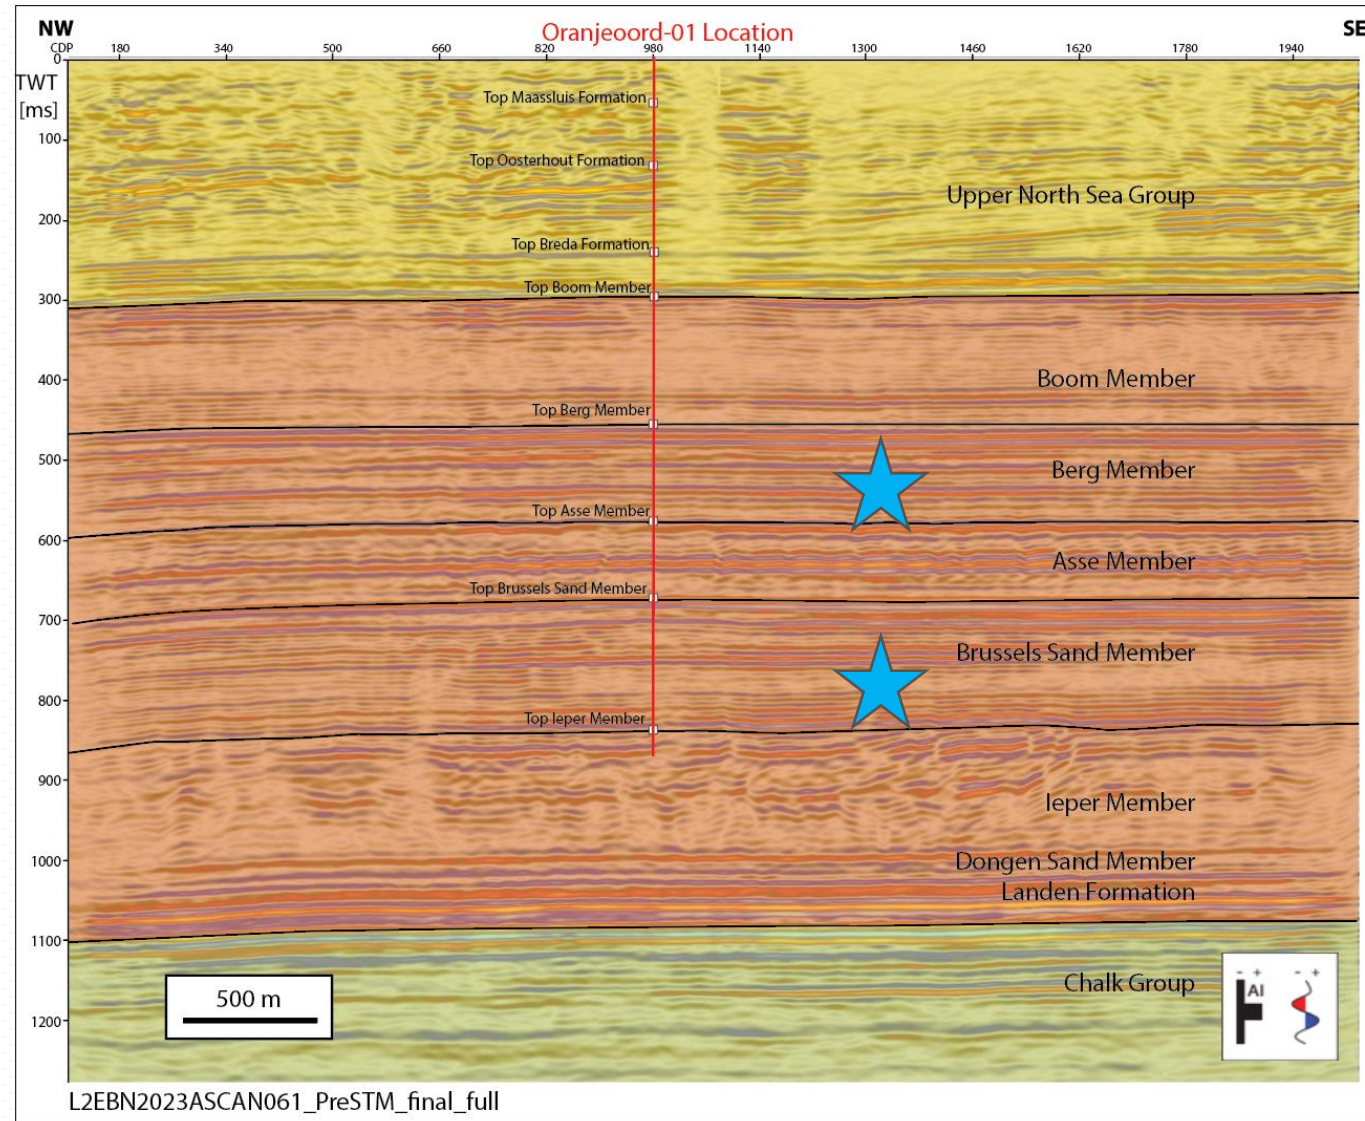 NW
Oranjeoord-01 Location
SE
CDP 180 340 500 660 820 980 1140 1300 1460 1620 1780 1940
0
TWT
[ms]
Top Maassluis Formation
100
Top Oosterhout Formation
Upper North Sea Group
200
Top Breda Formation
Top Boom Member
300
Boom Member
400
Top Berg Member
500
Berg Member
Top Asse Member
600
Asse Member
Top Brussels Sand Member
700
Brussels Sand Member
800
Top Ieper Member
900
Ieper Member
1000
Dongen Sand Member
Landen Formation
1100
Chalk Group
- + - +
AI
500 m
1200
L2EBN2023ASCAN061_PreSTM_final_full